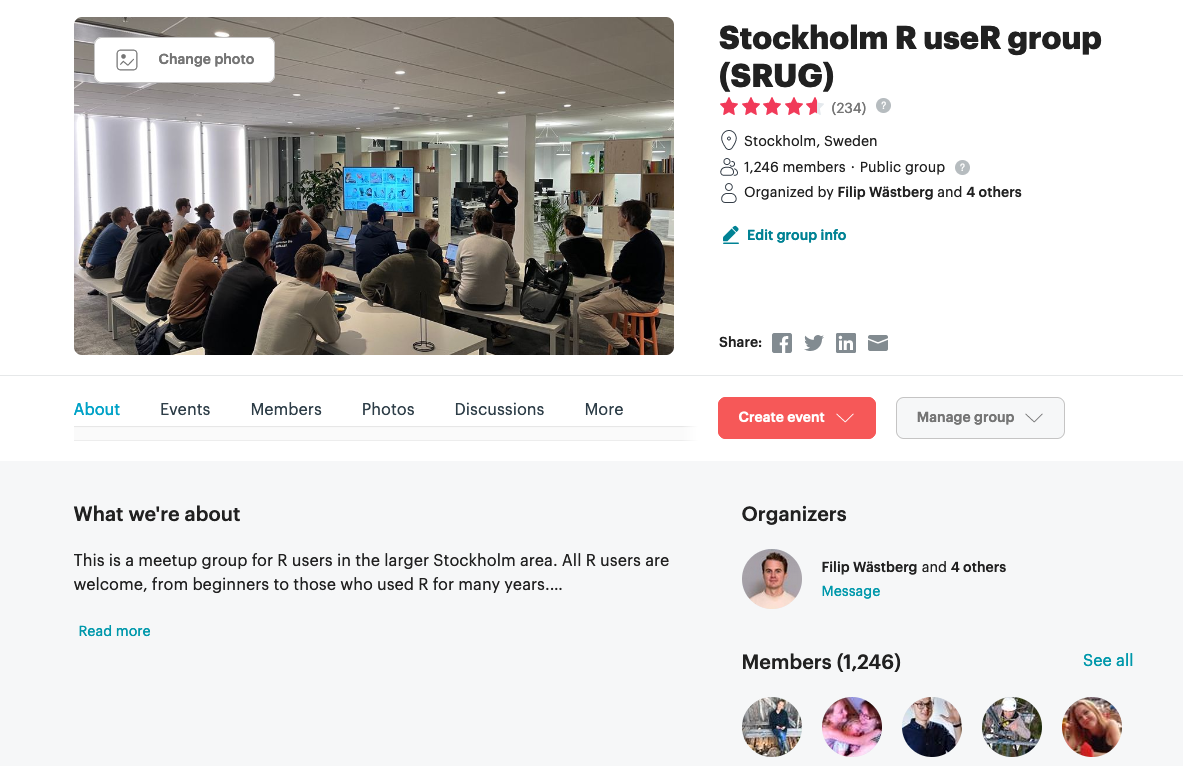 Change photo
Stockholm R useR group
(SRUG)
(234) ?
Stockholm, Sweden
1,246 members · Public group ?
Organized by Filip Wästberg and 4 others
Edit group info
Share:
About Events Members Photos Discussions More
Create event
Manage group
What we're about
This is a meetup group for R users in the larger Stockholm area. All R users are
welcome, from beginners to those who used R for many years....
Read more
Organizers
Filip Wästberg and 4 others
Message
Members (1,246)
See all